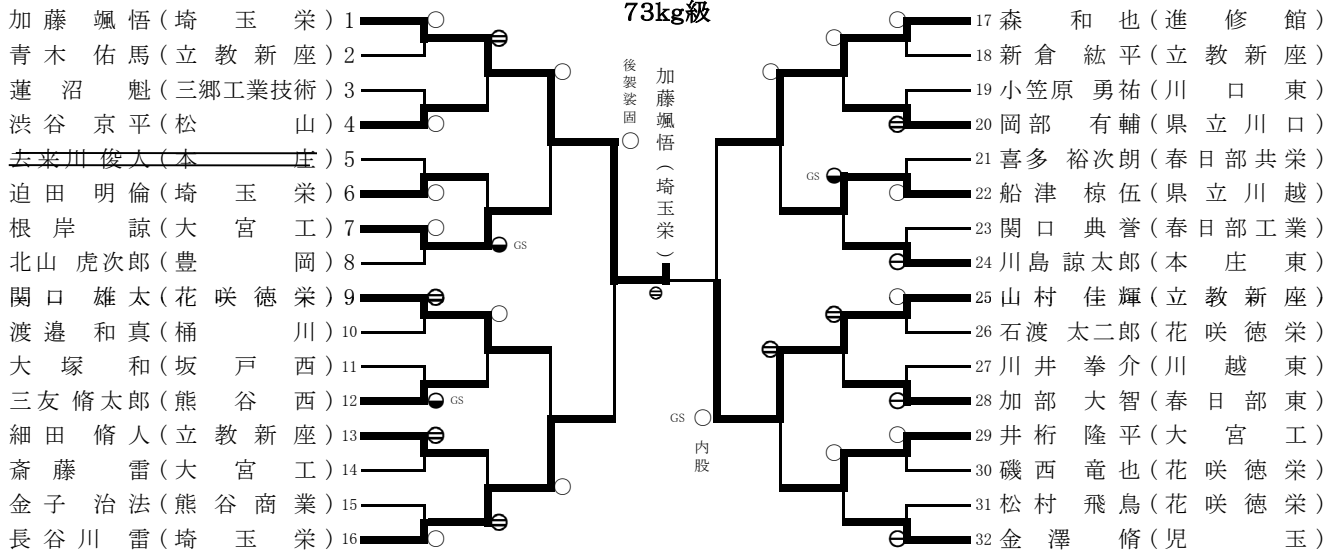 73kg級
加藤 颯悟(埼玉栄) 1
青木 佑馬(立教新座) 2
蓮沼 魁(三郷工業技術) 3
渋谷 京平(松山) 4
去来川 俊人(本庄) 5
迫田 明倫(埼玉栄) 6
根岸 諒(大宮工) 7
北山 虎次郎(豊岡) 8
関口 雄太(花咲徳栄) 9
渡邉 和真(桶川) 10
大塚 和(坂戸西) 11
三友 脩太郎(熊谷西) 12
細田 脩人(立教新座) 13
斎藤 雷(大宮工) 14
金子 治法(熊谷商業) 15
長谷川 雷(埼玉栄) 16
GS
GS
後袈裟固
加藤颯悟(埼玉栄)
GS
GS
内股
17 森 和也(進修館)
18 新倉 紘平(立教新座)
19 小笠原 勇祐(川口東)
20 岡部 有輔(県立川口)
21 喜多 裕次朗(春日部共栄)
22 船津 椋伍(県立川越)
23 関口 典誉(春日部工業)
24 川島 諒太郎(本庄東)
25 山村 佳輝(立教新座)
26 石渡 太二郎(花咲徳栄)
27 川井 拳介(川越東)
28 加部 大智(春日部東)
29 井桁 隆平(大宮工)
30 磯西 竜也(花咲徳栄)
31 松村 飛鳥(花咲徳栄)
32 金澤 脩(児玉)